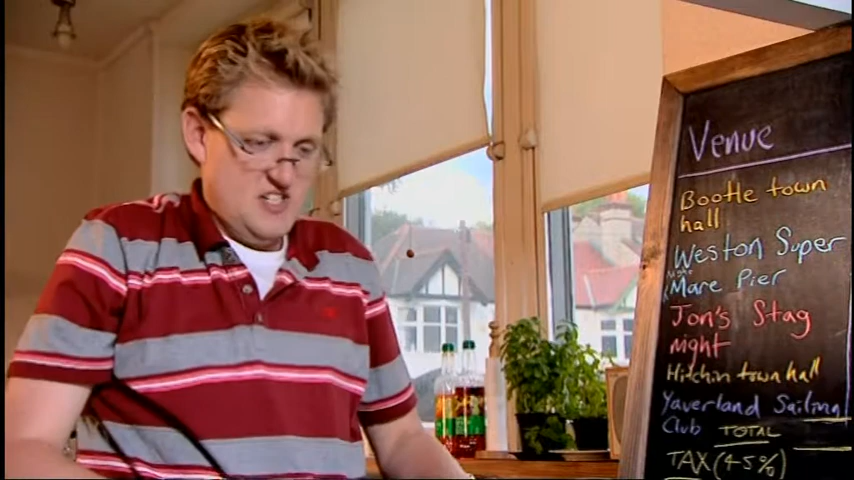 Venue
Bootle town
hall
Weston Super
Mare Pier
Jon's Stag
night
Hitchin town hall
Yaverland Sailing
Club
TOTAL
TAX (45%)